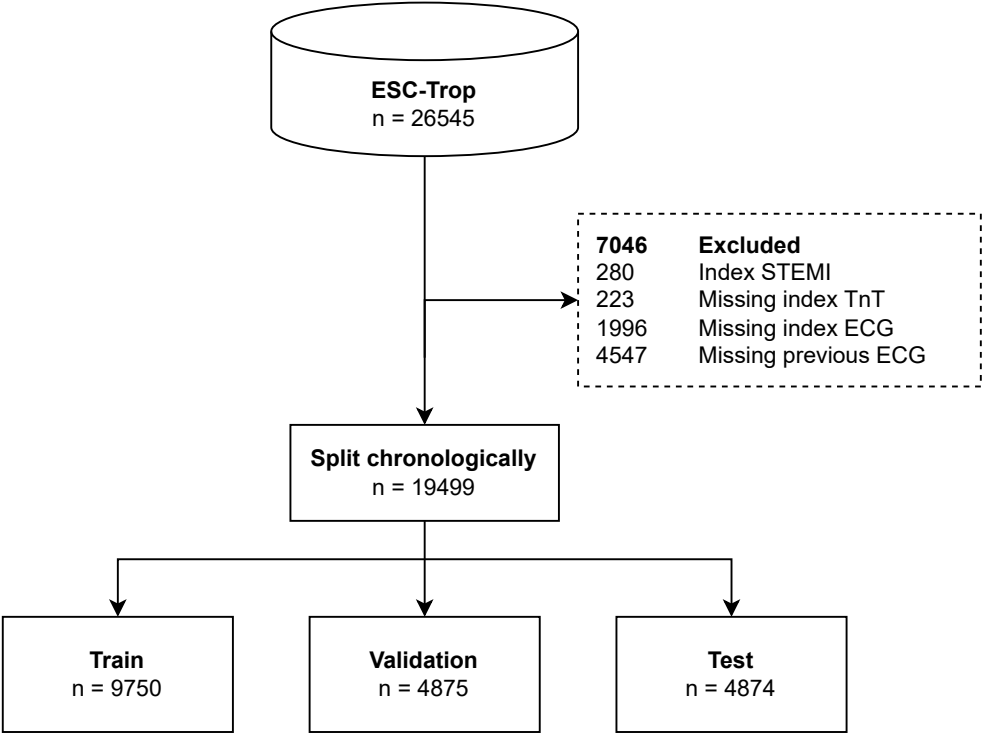 ESC-Trop
n = 26545
7046 Excluded
280 Index STEMI
223 Missing index TnT
1996 Missing index ECG
4547 Missing previous ECG
Split chronologically
n = 19499
Train
n = 9750
Validation
n = 4875
Test
n = 4874